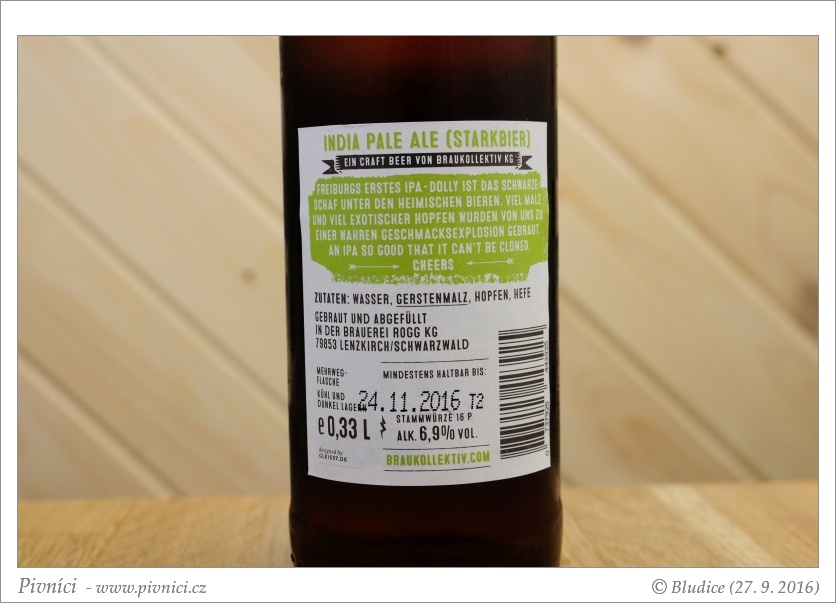 INDIA PALE ALE (STARKBIER)
EIN CRAFT BEER VON BRAUKOLLEKTIV KG
FREIBURGS ERSTES IPA - DOLLY IST DAS SCHWARZE
SCHAF UNTER DEN HEIMISCHEN BIEREN. VIEL MALZ
UND VIEL EXOTISCHER HOPFEN WURDEN VON UNS ZU
EINER WAHREN GESCHMACKSEXPLOSION GEBRAUT.
AN IPA SO GOOD THAT IT CAN'T BE CLONED.
CHEERS
ZUTATEN: WASSER, GERSTENMALZ, HOPFEN, HEFE
GEBRAUT UND ABGEFÜLLT
IN DER BRAUEREI ROGG KG
79853 LENZKIRCH/SCHWARZWALD
MEHRWEG-
FLASCHE
MINDESTENS HALTBAR BIS:
KÜHL UND
DUNKEL LAGERN
24.11.2016 T2
e 0,33 L
STAMMWÜRZE 16 P
ALK. 6,9% VOL.
designed by
GLEIS07.DE
BRAUKOLLEKTIV.COM
Pivníci - www.pivnici.cz
© Bludice (27. 9. 2016)